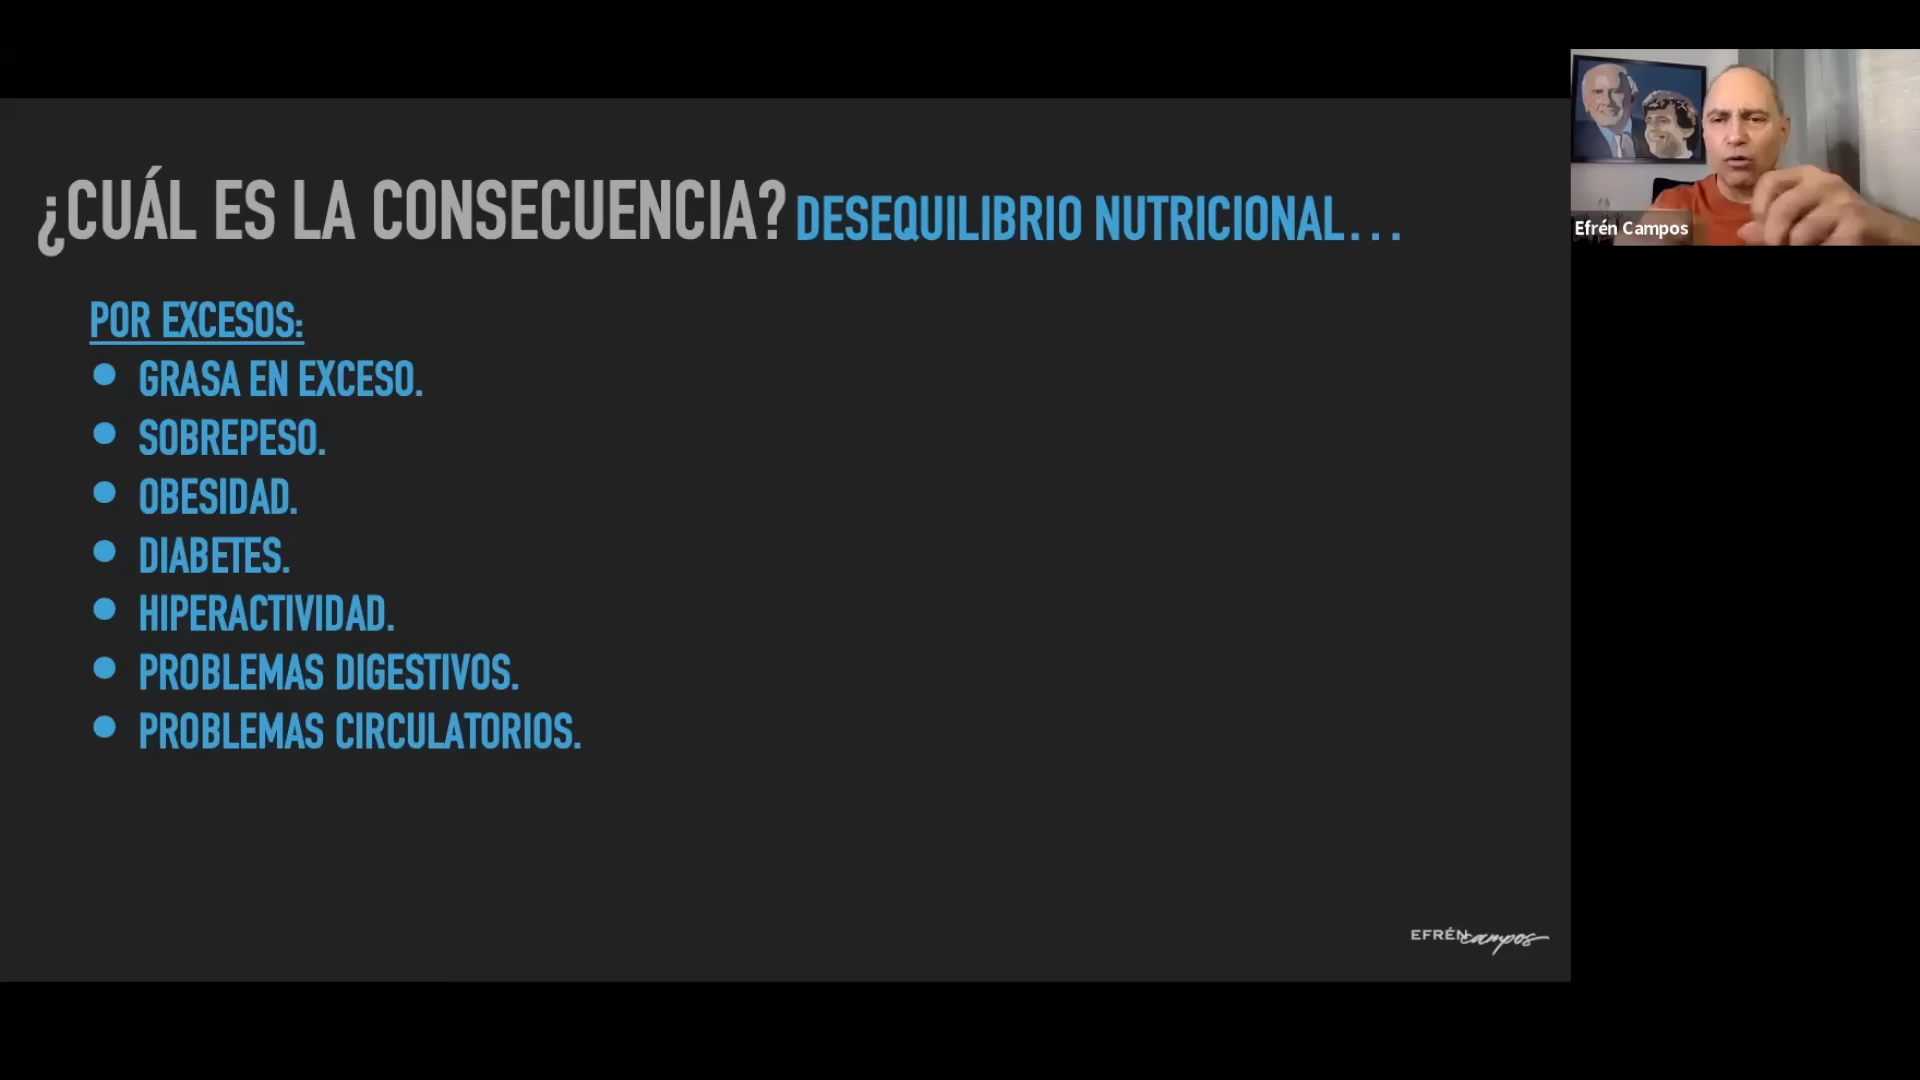 ¿CUÁL ES LA CONSECUENCIA? DESEQUILIBRIO NUTRICIONAL...
POR EXCESOS:
● GRASA EN EXCESO.
● SOBREPESO.
● OBESIDAD.
● DIABETES.
● HIPERACTIVIDAD.
● PROBLEMAS DIGESTIVOS.
● PROBLEMAS CIRCULATORIOS.
EFRÉN campos
Efrén Campos